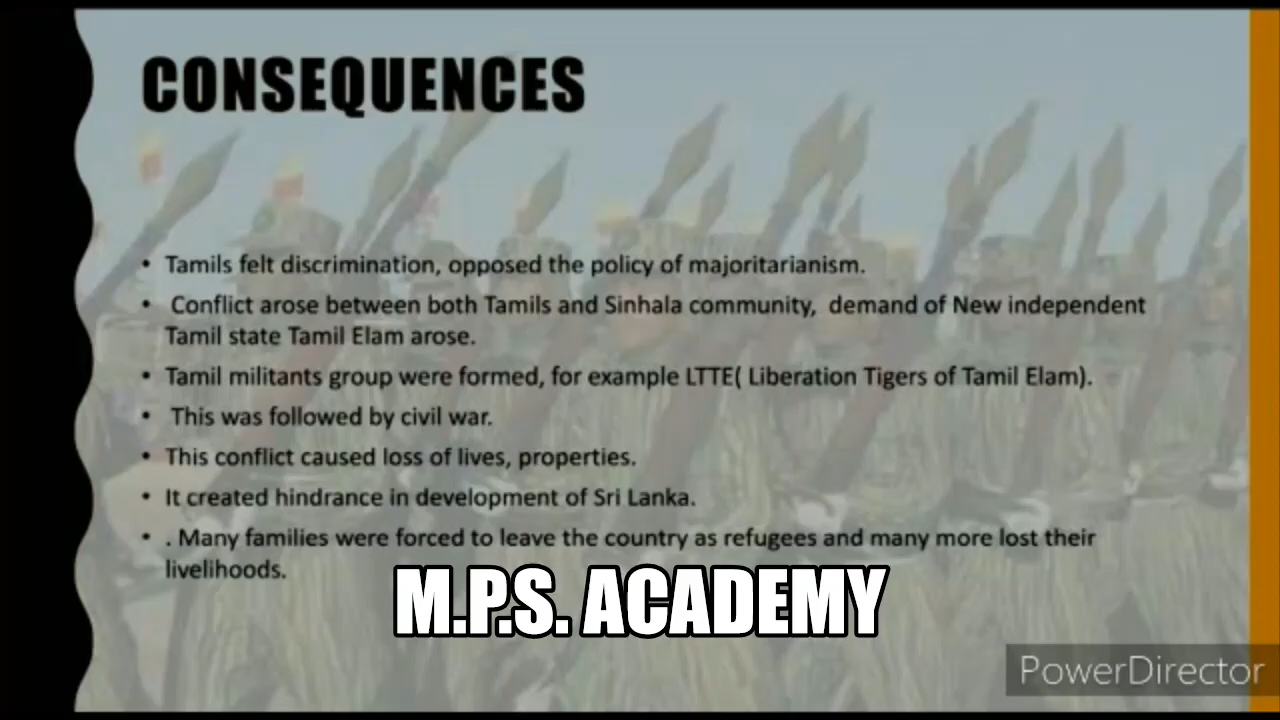 CONSEQUENCES
• Tamils felt discrimination, opposed the policy of majoritarianism.
• Conflict arose between both Tamils and Sinhala community, demand of New independent
Tamil state Tamil Elam arose.
• Tamil militants group were formed, for example LTTE( Liberation Tigers of Tamil Elam).
• This was followed by civil war.
• This conflict caused loss of lives, properties.
• It created hindrance in development of Sri Lanka.
• . Many families were forced to leave the country as refugees and many more lost their
livelihoods.
M.P.S. ACADEMY
PowerDirector